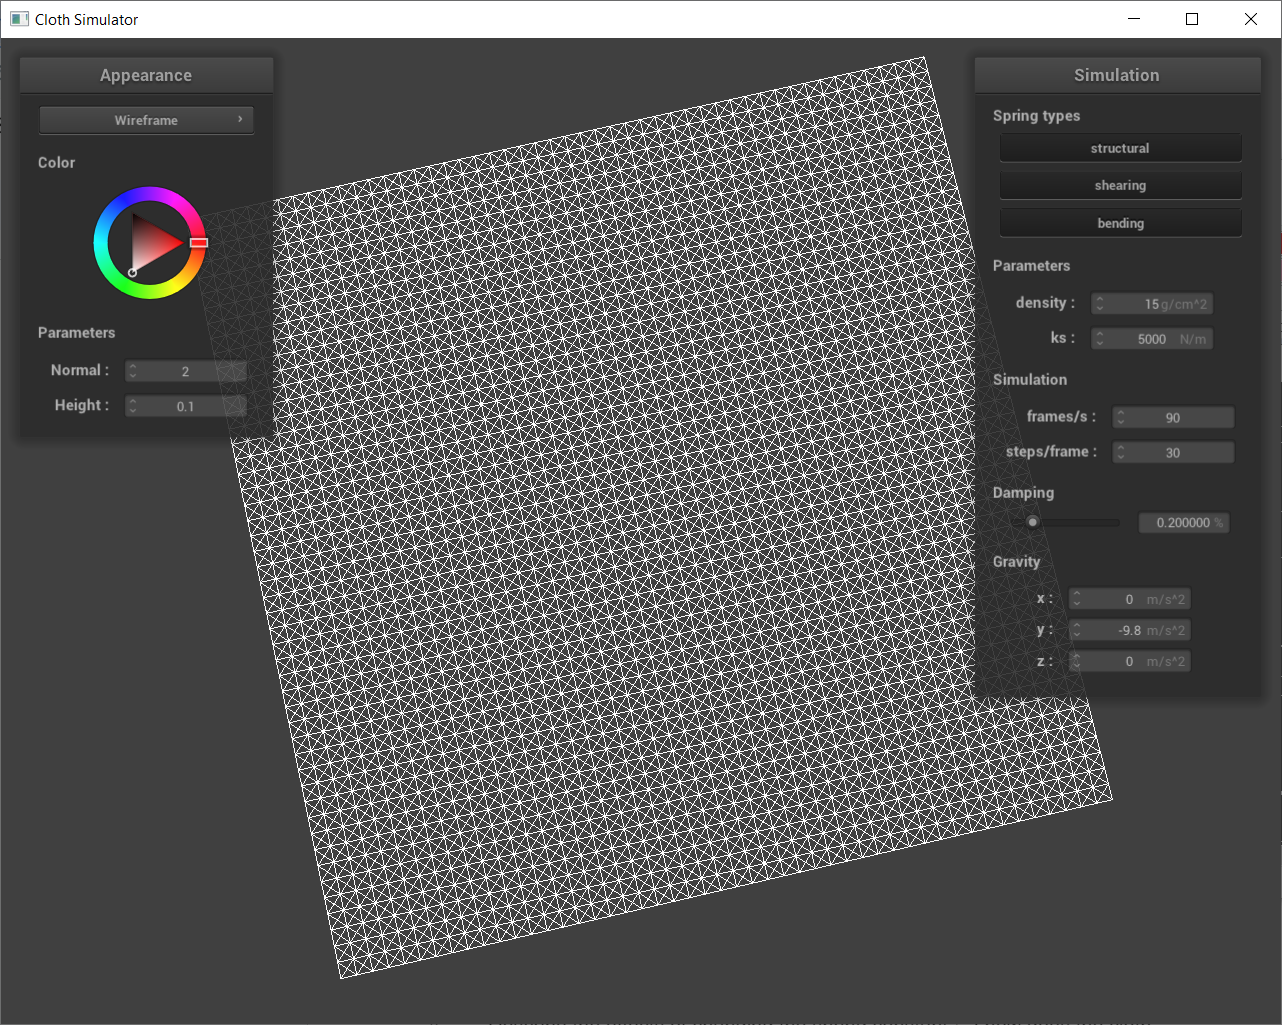 Cloth Simulator
Appearance
Wireframe
Color
Parameters
Normal : 2
Height : 0.1
Simulation
Spring types
structural
shearing
bending
Parameters
density : 15 g/cm^2
ks : 5000 N/m
Simulation
frames/s : 90
steps/frame : 30
Damping
0.200000 %
Gravity
x : 0 m/s^2
y : -9.8 m/s^2
z : 0 m/s^2